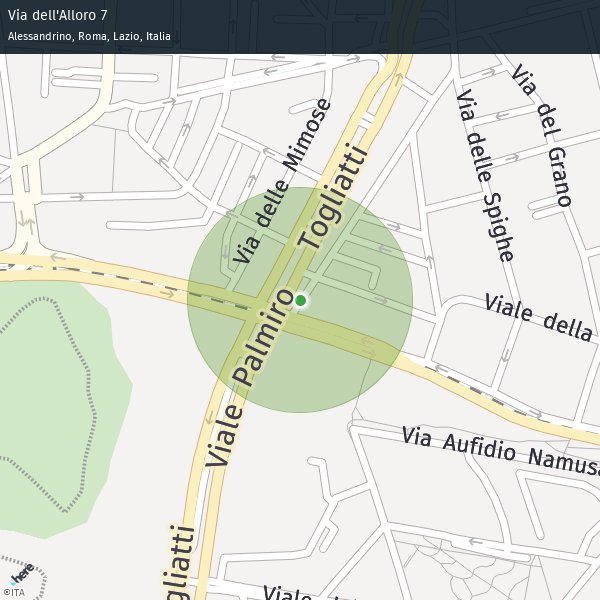 Via dell'Alloro 7
Alessandrino, Roma, Lazio, Italia
Via del Grano
Via delle Spighe
Via delle Mimose
Viale Palmiro Togliatti
Viale della
Via Aufidio Namusa
gliatti
Viale
here
©ITA